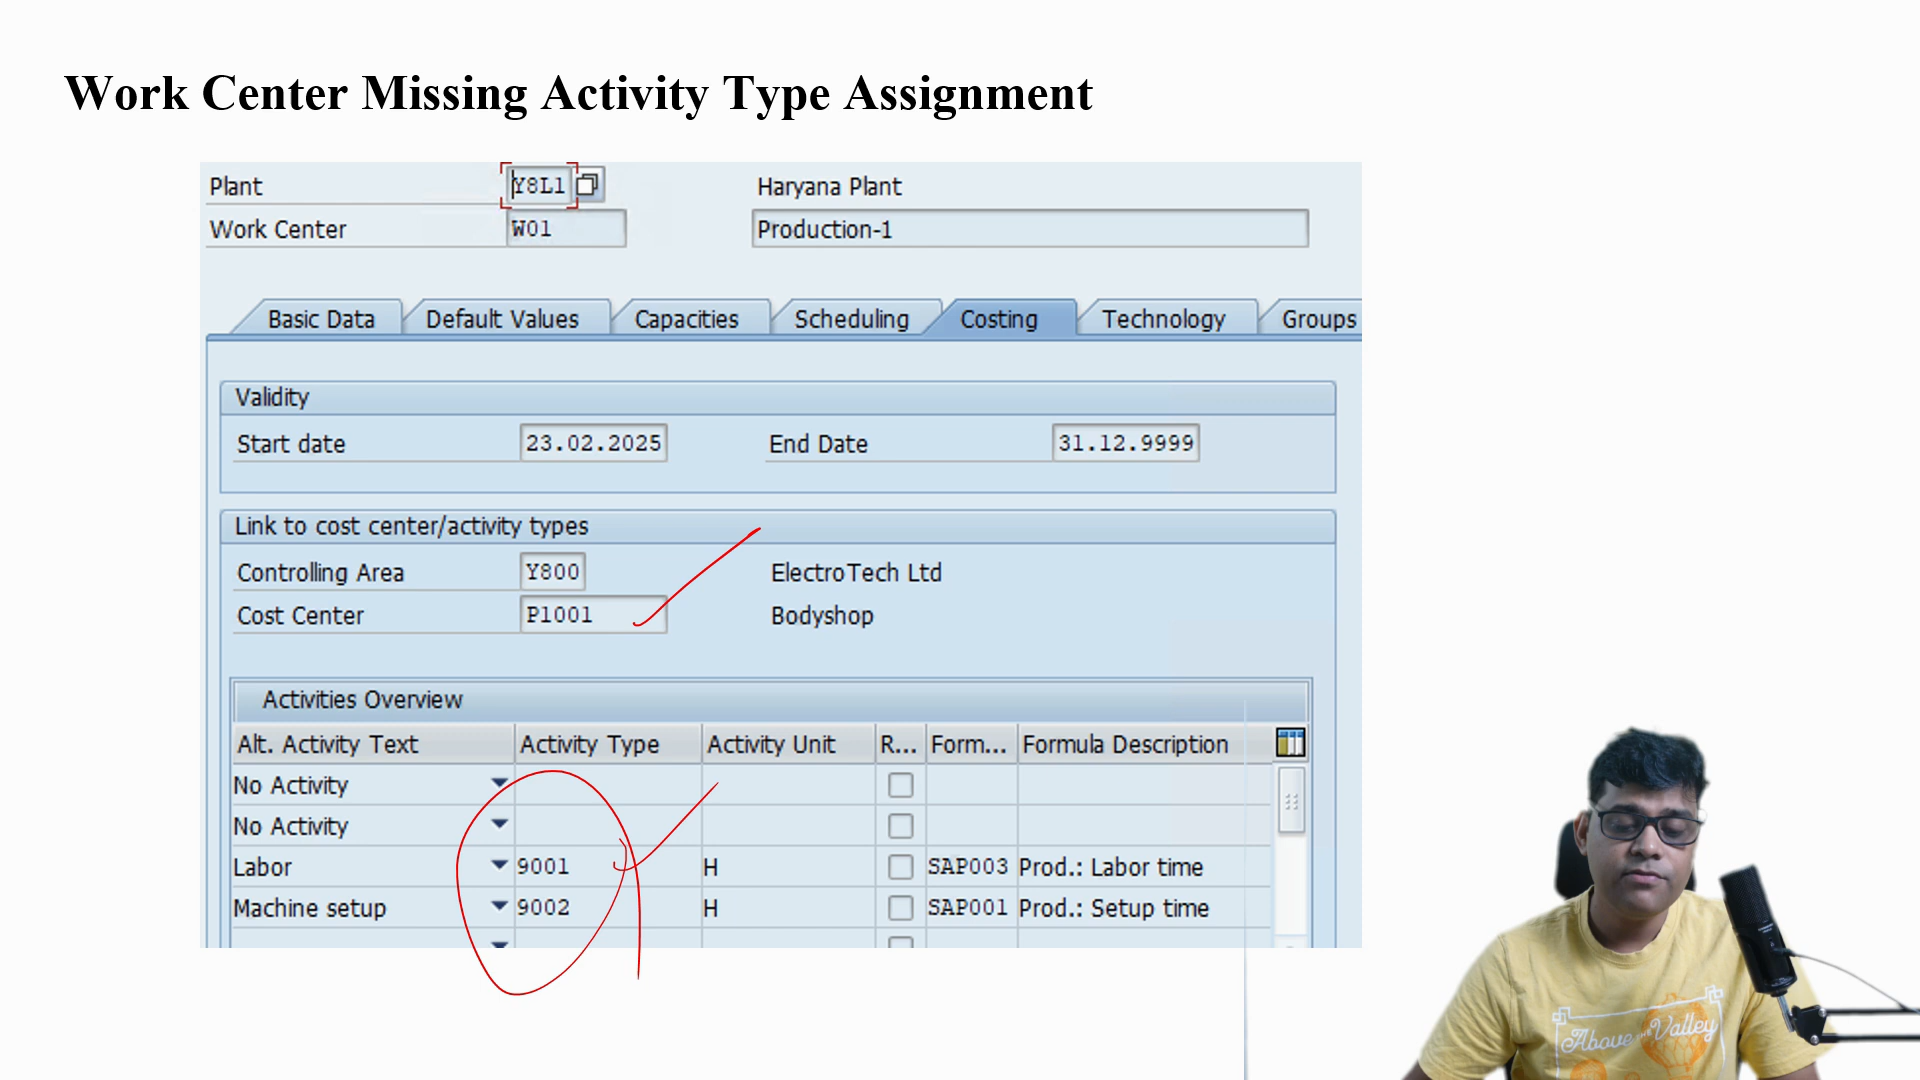 Work Center Missing Activity Type Assignment
Plant Y8L1 Haryana Plant
Work Center W01 Production-1
Basic Data Default Values Capacities Scheduling Costing Technology Groups
Validity
Start date 23.02.2025 End Date 31.12.9999
Link to cost center/activity types
Controlling Area Y800 ElectroTech Ltd
Cost Center P1001 Bodyshop
Activities Overview
Alt. Activity Text Activity Type Activity Unit R... Form... Formula Description
No Activity
No Activity
Labor 9001 H SAP003 Prod.: Labor time
Machine setup 9002 H SAP001 Prod.: Setup time
Above the Valley